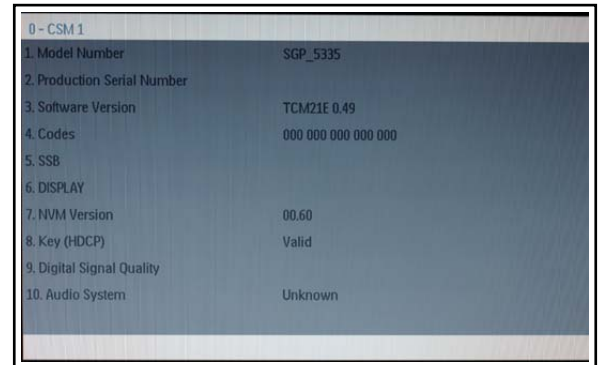 0 - CSM 1
1. Model Number SGP_5335
2. Production Serial Number
3. Software Version TCM21E 0.49
4. Codes 000 000 000 000 000
5. SSB
6. DISPLAY
7. NVM Version 00.60
8. Key (HDCP) Valid
9. Digital Signal Quality
10. Audio System Unknown